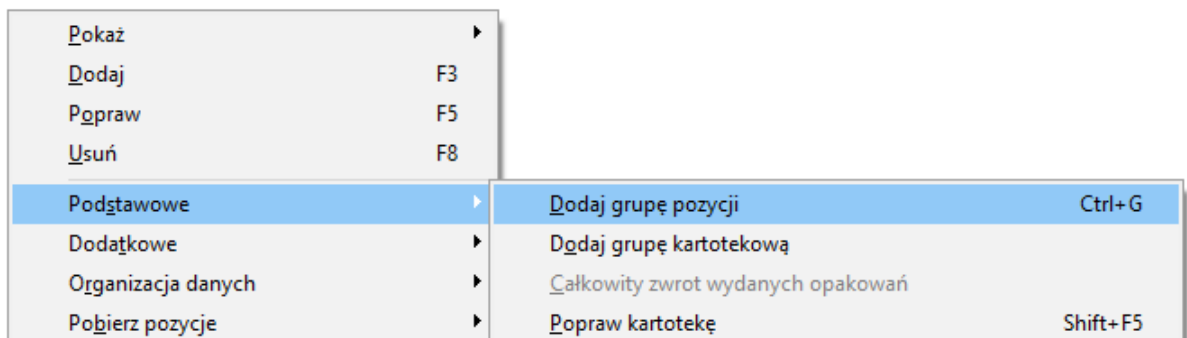 Pokaż
Dodaj F3
Popraw F5
Usuń F8
Podstawowe Dodaj grupę pozycji Ctrl+G
Dodatkowe Dodaj grupę kartotekową
Organizacja danych Całkowity zwrot wydanych opakowań
Pobierz pozycje Popraw kartotekę Shift+F5